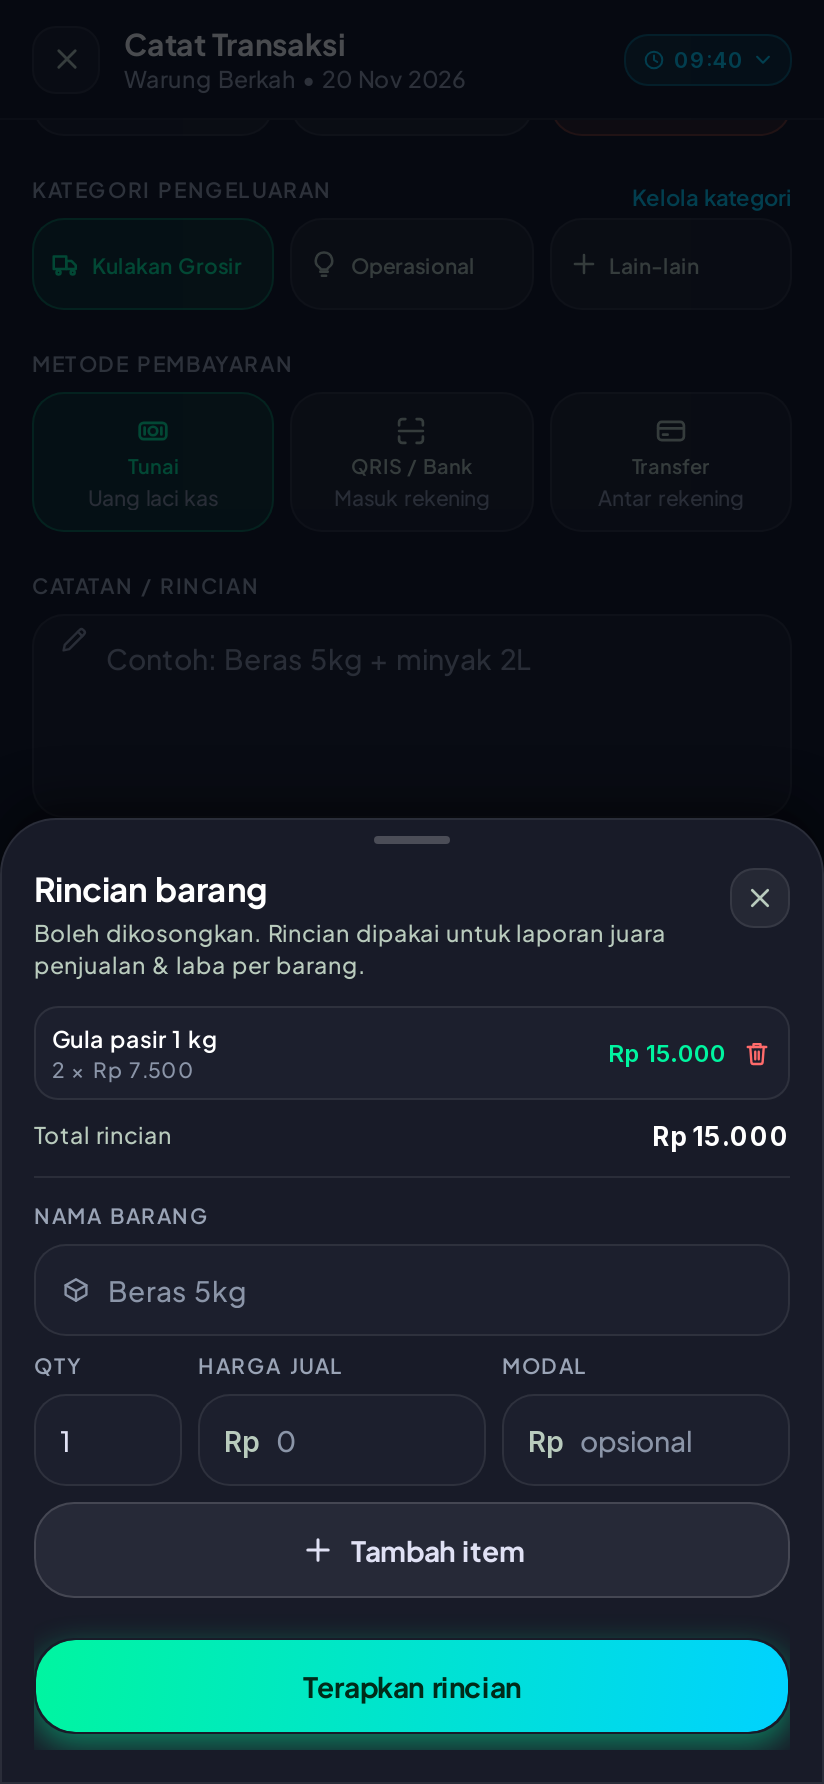 Catat Transaksi
Warung Berkah • 20 Nov 2026
09:40
KATEGORI PENGELUARAN
Kelola kategori
Kulakan Grosir
Operasional
Lain-lain
METODE PEMBAYARAN
Tunai
Uang laci kas
QRIS / Bank
Masuk rekening
Transfer
Antar rekening
CATATAN / RINCIAN
Contoh: Beras 5kg + minyak 2L
Rincian barang
Boleh dikosongkan. Rincian dipakai untuk laporan juara
penjualan & laba per barang.
Gula pasir 1 kg
2 × Rp 7.500
Rp 15.000
Total rincian
Rp 15.000
NAMA BARANG
Beras 5kg
QTY
HARGA JUAL
MODAL
1
Rp 0
Rp opsional
Tambah item
Terapkan rincian